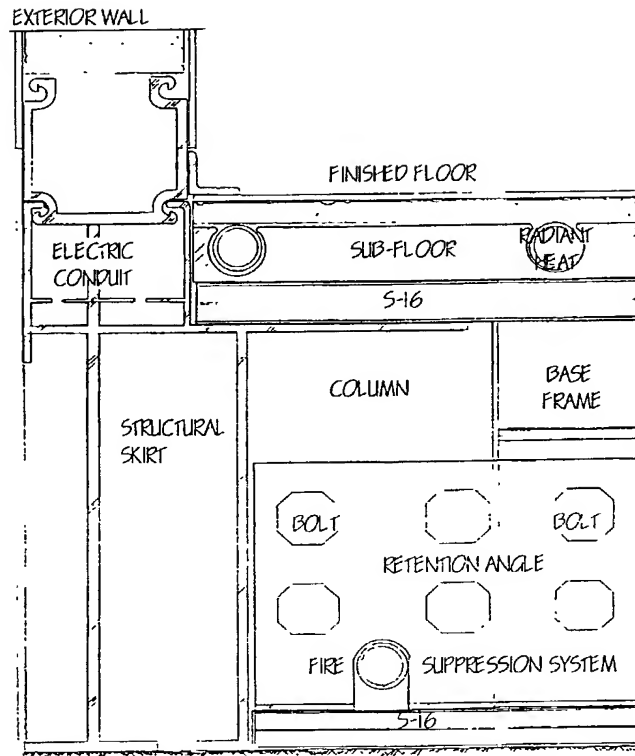 EXTERIOR WALL
FINISHED FLOOR
ELECTRIC
CONDUIT
SUB-FLOOR
RADIANT
HEAT
S-16
COLUMN
BASE
FRAME
STRUCTURAL
SKIRT
BOLT
BOLT
RETENTION ANGLE
FIRE SUPPRESSION SYSTEM
S-16